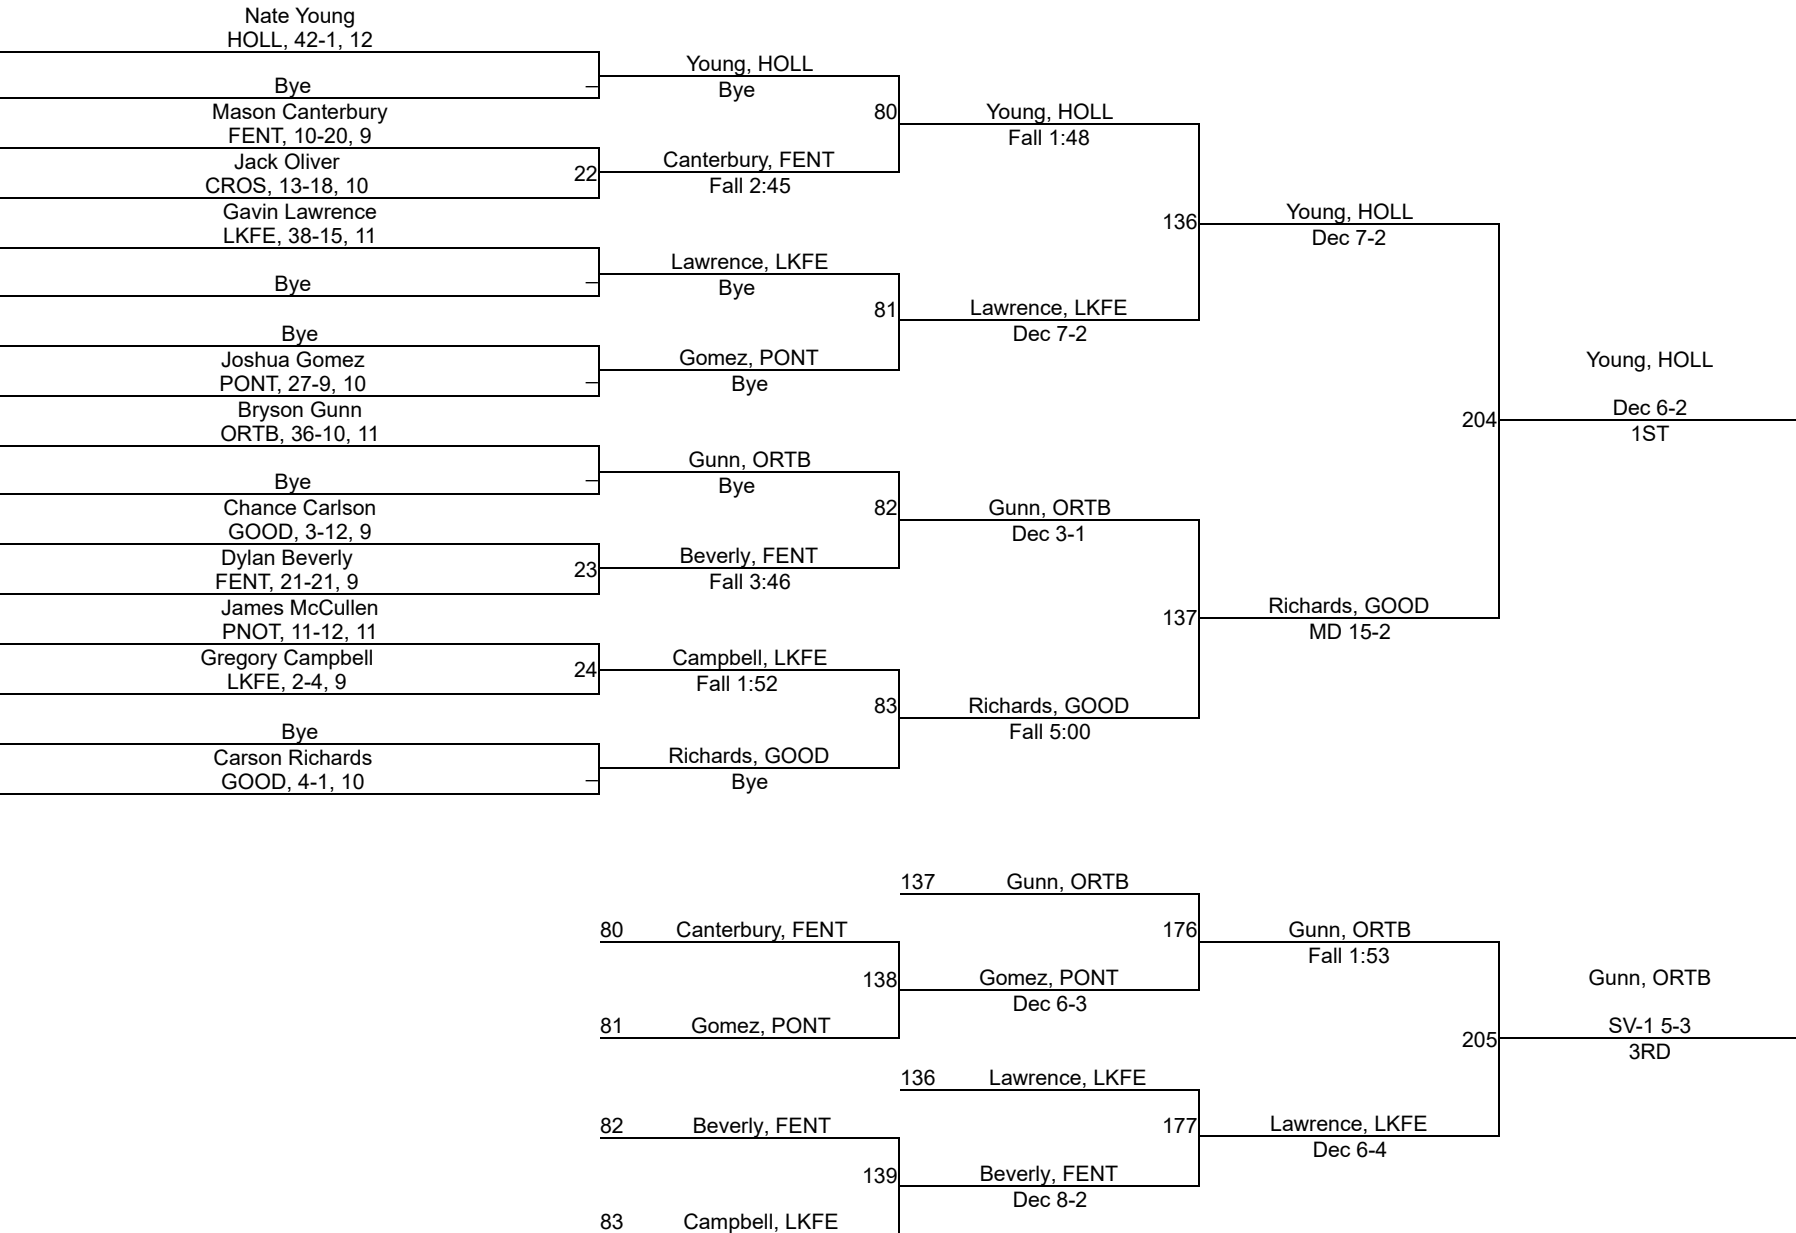 Nate Young
HOLL, 42-1, 12
Bye
–
Mason Canterbury
FENT, 10-20, 9
Jack Oliver
CROS, 13-18, 10
22
Gavin Lawrence
LKFE, 38-15, 11
Bye
–
Bye
Joshua Gomez
PONT, 27-9, 10
–
Bryson Gunn
ORTB, 36-10, 11
Bye
–
Chance Carlson
GOOD, 3-12, 9
Dylan Beverly
FENT, 21-21, 9
23
James McCullen
PNOT, 11-12, 11
Gregory Campbell
LKFE, 2-4, 9
24
Bye
Carson Richards
GOOD, 4-1, 10
–
Young, HOLL
Bye
80
Canterbury, FENT
Fall 2:45
Lawrence, LKFE
Bye
81
Gomez, PONT
Bye
Gunn, ORTB
Bye
82
Beverly, FENT
Fall 3:46
Campbell, LKFE
Fall 1:52
83
Richards, GOOD
Bye
Young, HOLL
Fall 1:48
136
Lawrence, LKFE
Dec 7-2
Gunn, ORTB
Dec 3-1
137
Richards, GOOD
Fall 5:00
Young, HOLL
Dec 7-2
204
Richards, GOOD
MD 15-2
Young, HOLL
Dec 6-2
1ST
137 Gunn, ORTB
80 Canterbury, FENT
176
138
Gomez, PONT
Dec 6-3
81 Gomez, PONT
136 Lawrence, LKFE
82 Beverly, FENT
177
139
Beverly, FENT
Dec 8-2
83 Campbell, LKFE
Gunn, ORTB
Fall 1:53
205
Lawrence, LKFE
Dec 6-4
Gunn, ORTB
SV-1 5-3
3RD